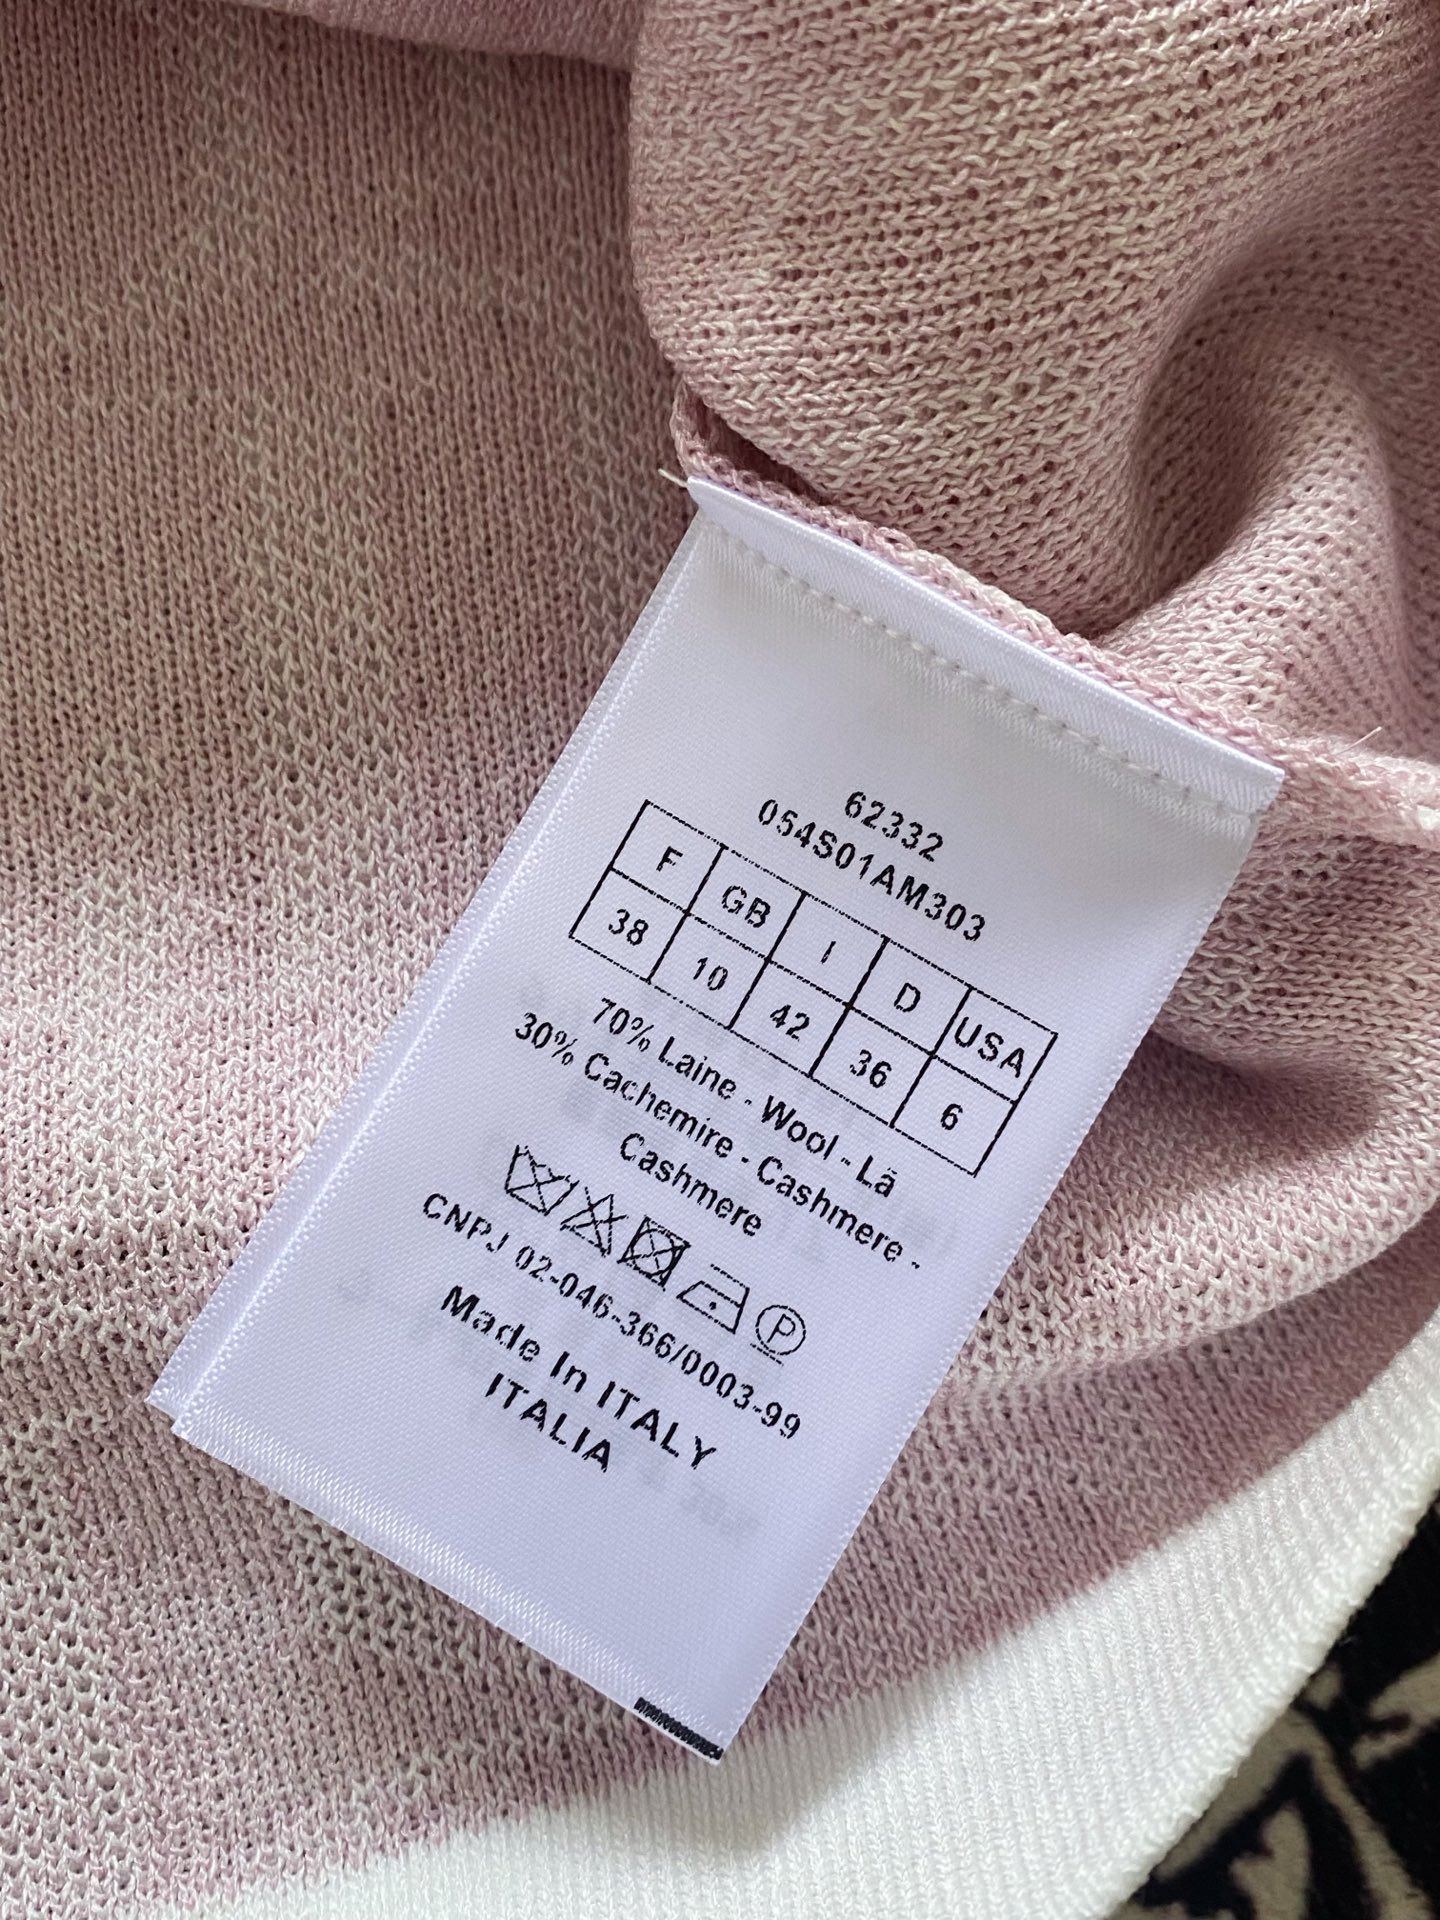 62332
054S01AM303
F GB I D USA
38 10 42 36 6
70% Laine - Wool - Lã
30% Cachemire - Cashmere -
Cashmere
P
CNPJ 02-046-366/0003-99
Made In ITALY
ITALIA